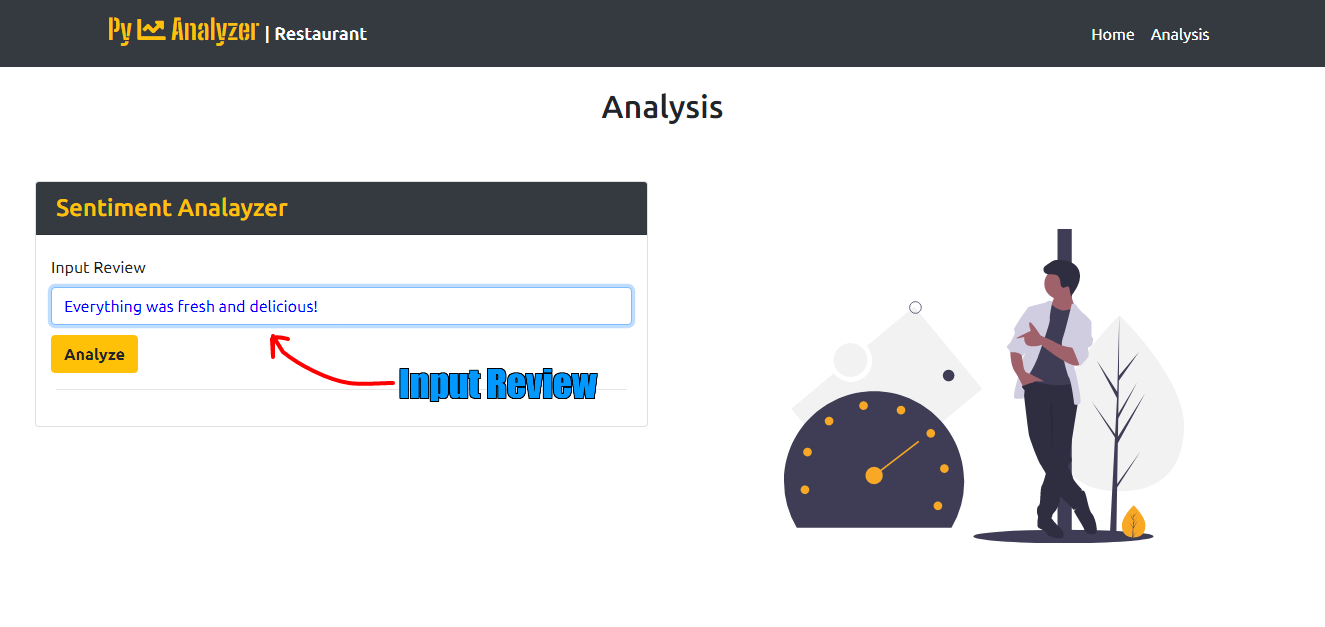 Py Analyzer | Restaurant
Home Analysis
Analysis
Sentiment Analayzer
Input Review
Everything was fresh and delicious!
Analyze
Input Review